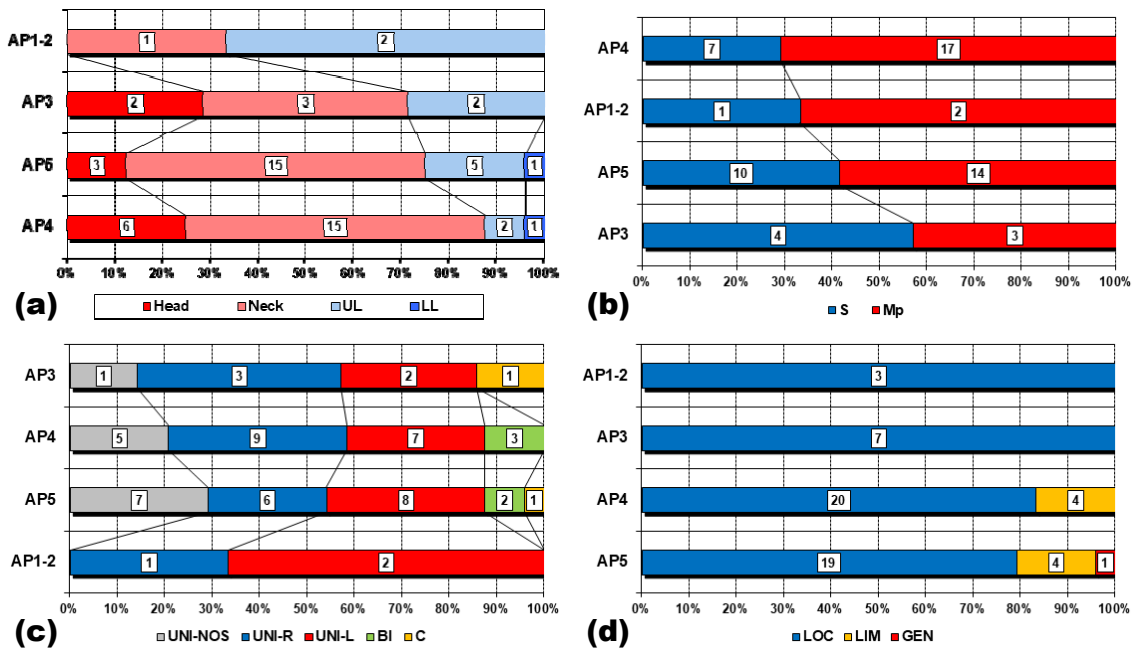 AP1-2 1 2
AP3 2 3 2
AP5 3 15 5 1
AP4 6 15 2 1
0% 10% 20% 30% 40% 50% 60% 70% 80% 90% 100%
(a) Head Neck UL LL
AP4 7 17
AP1-2 1 2
AP5 10 14
AP3 4 3
0% 10% 20% 30% 40% 50% 60% 70% 80% 90% 100%
(b) S Mp
AP3 1 3 2 1
AP4 5 9 7 3
AP5 7 6 8 2 1
AP1-2 1 2
0% 10% 20% 30% 40% 50% 60% 70% 80% 90% 100%
(c) UNI-NOS UNI-R UNI-L BI C
AP1-2 3
AP3 7
AP4 20 4
AP5 19 4 1
0% 10% 20% 30% 40% 50% 60% 70% 80% 90% 100%
(d) LOC LIM GEN